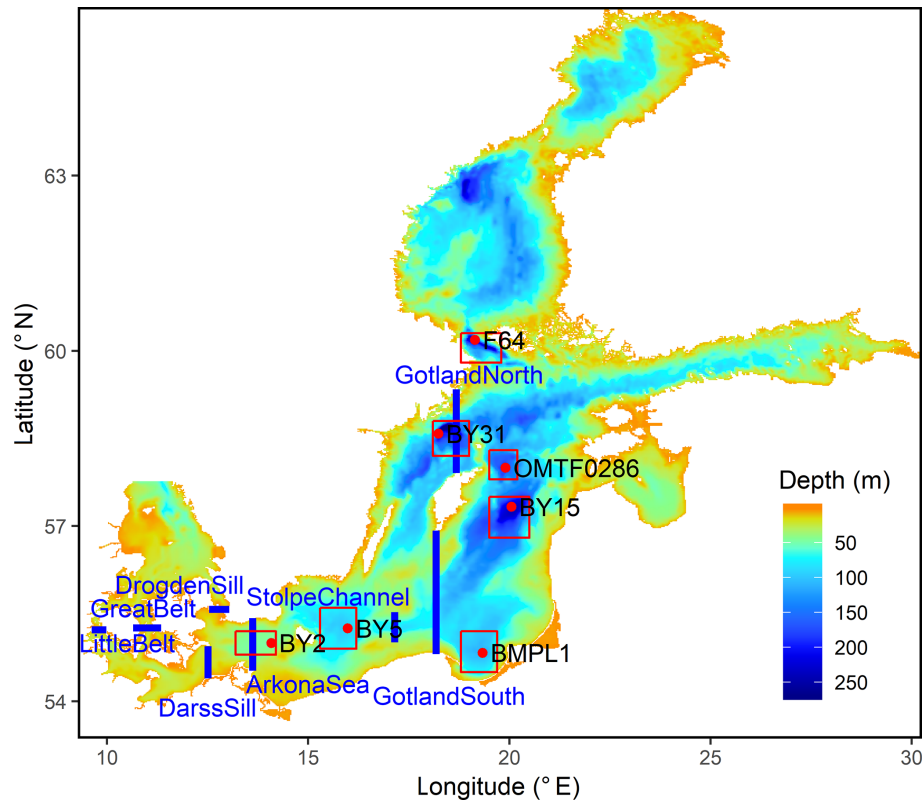 63
60
57
54
Latitude (° N)
F64
GotlandNorth
BY31
OMTF0286
BY15
Depth (m)
50
100
150
200
250
DrogdenSill
StolpeChannel
GreatBelt
LittleBelt
BY2
BY5
BMPL1
ArkonaSea
GotlandSouth
DarssSill
10
15
20
25
30
Longitude (° E)